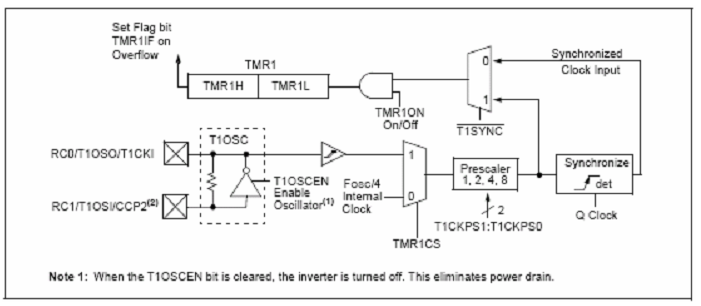 Set Flag bit
TMR1IF on
Overflow
TMR1
TMR1H
TMR1L
TMR1ON
On/Off
0
1
T1SYNC
Synchronized
Clock Input
RC0/T1OSO/T1CKI
T1OSC
T1OSCEN
Enable
Oscillator(1)
RC1/T1OSI/CCP2(2)
Fosc/4
Internal
Clock
1
0
TMR1CS
Prescaler
1, 2, 4, 8
2
T1CKPS1:T1CKPS0
Synchronize
det
Q Clock
Note 1: When the T1OSCEN bit is cleared, the inverter is turned off. This eliminates power drain.